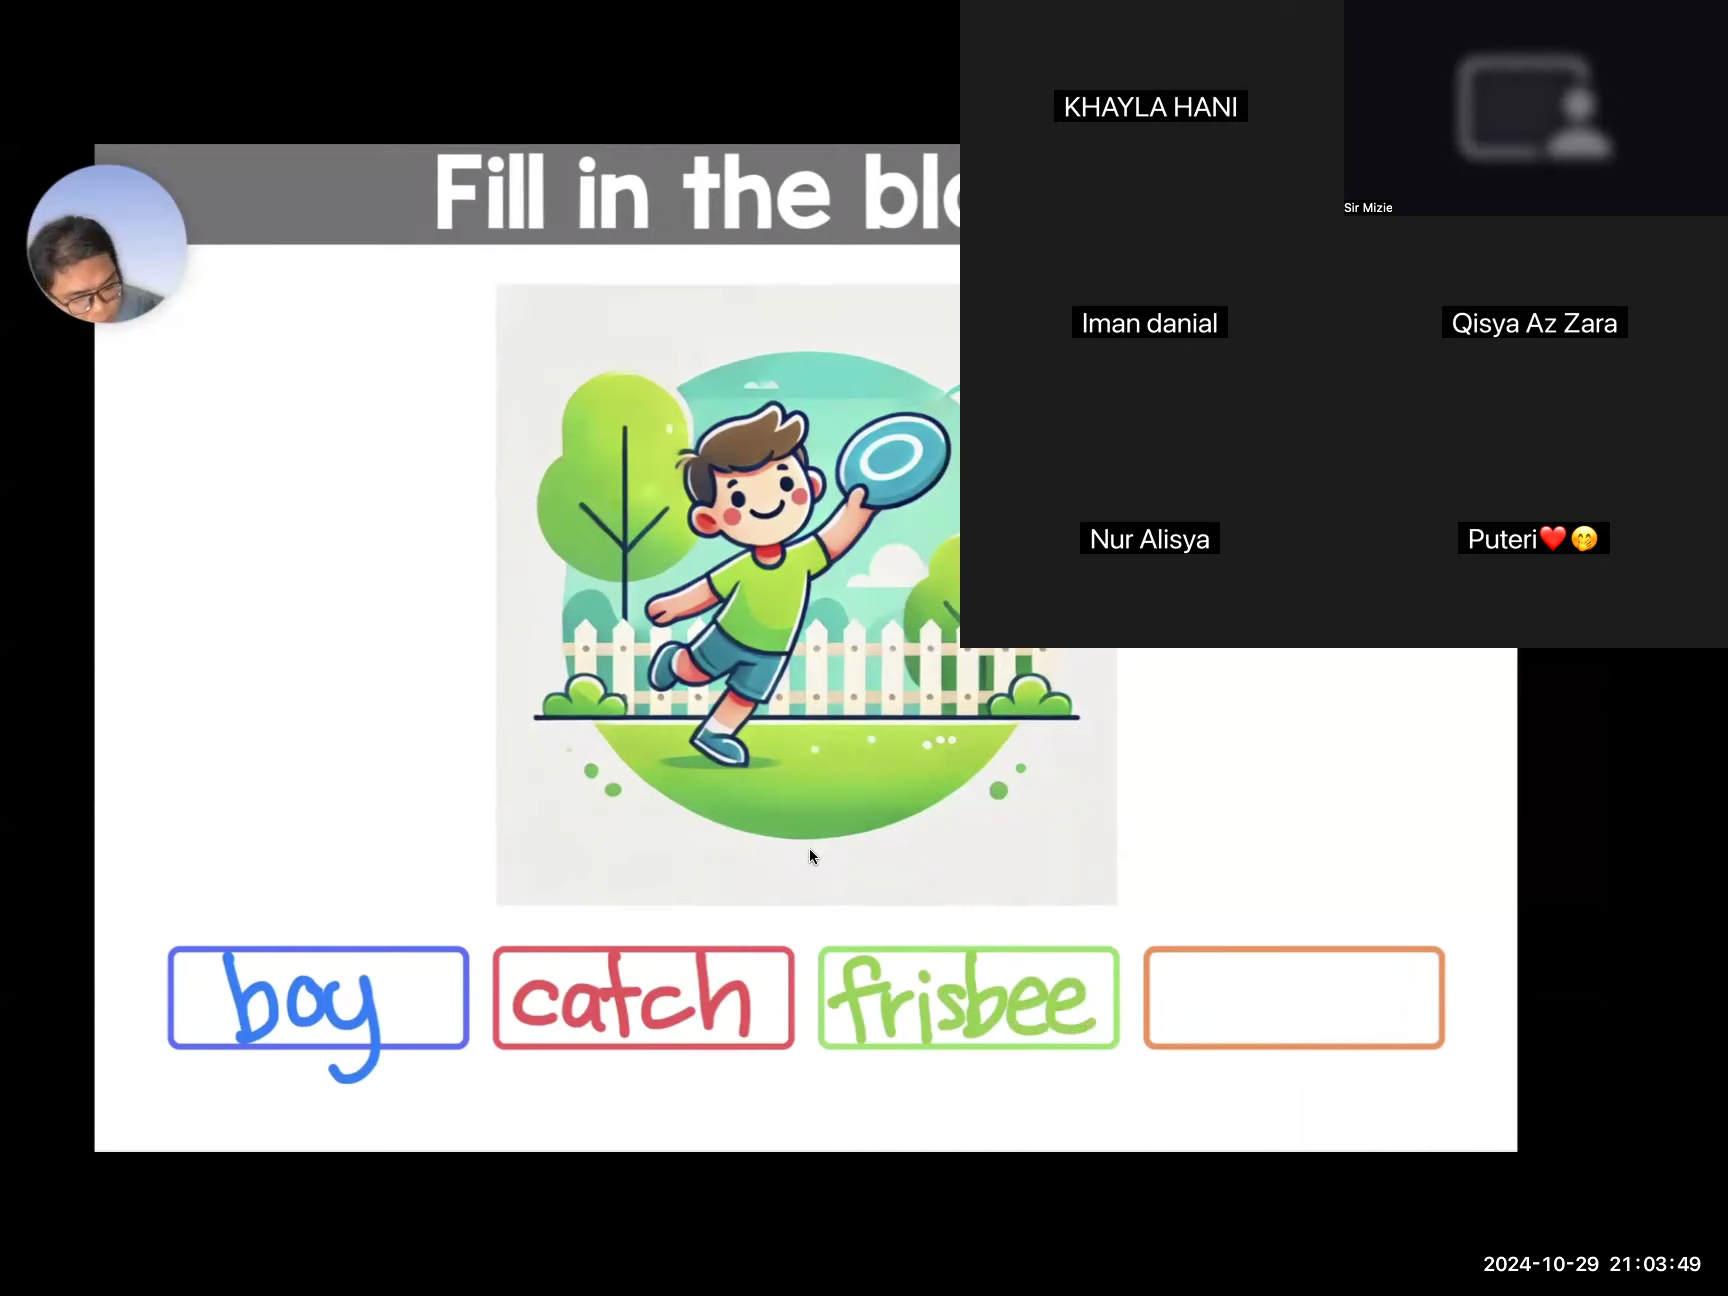 Fill in the bla
KHAYLA HANI
Sir Mizie
Iman danial
Qisya Az Zara
Nur Alisya
Puteri❤️🤭
boy
catch
frisbee
2024-10-29 21:03:49